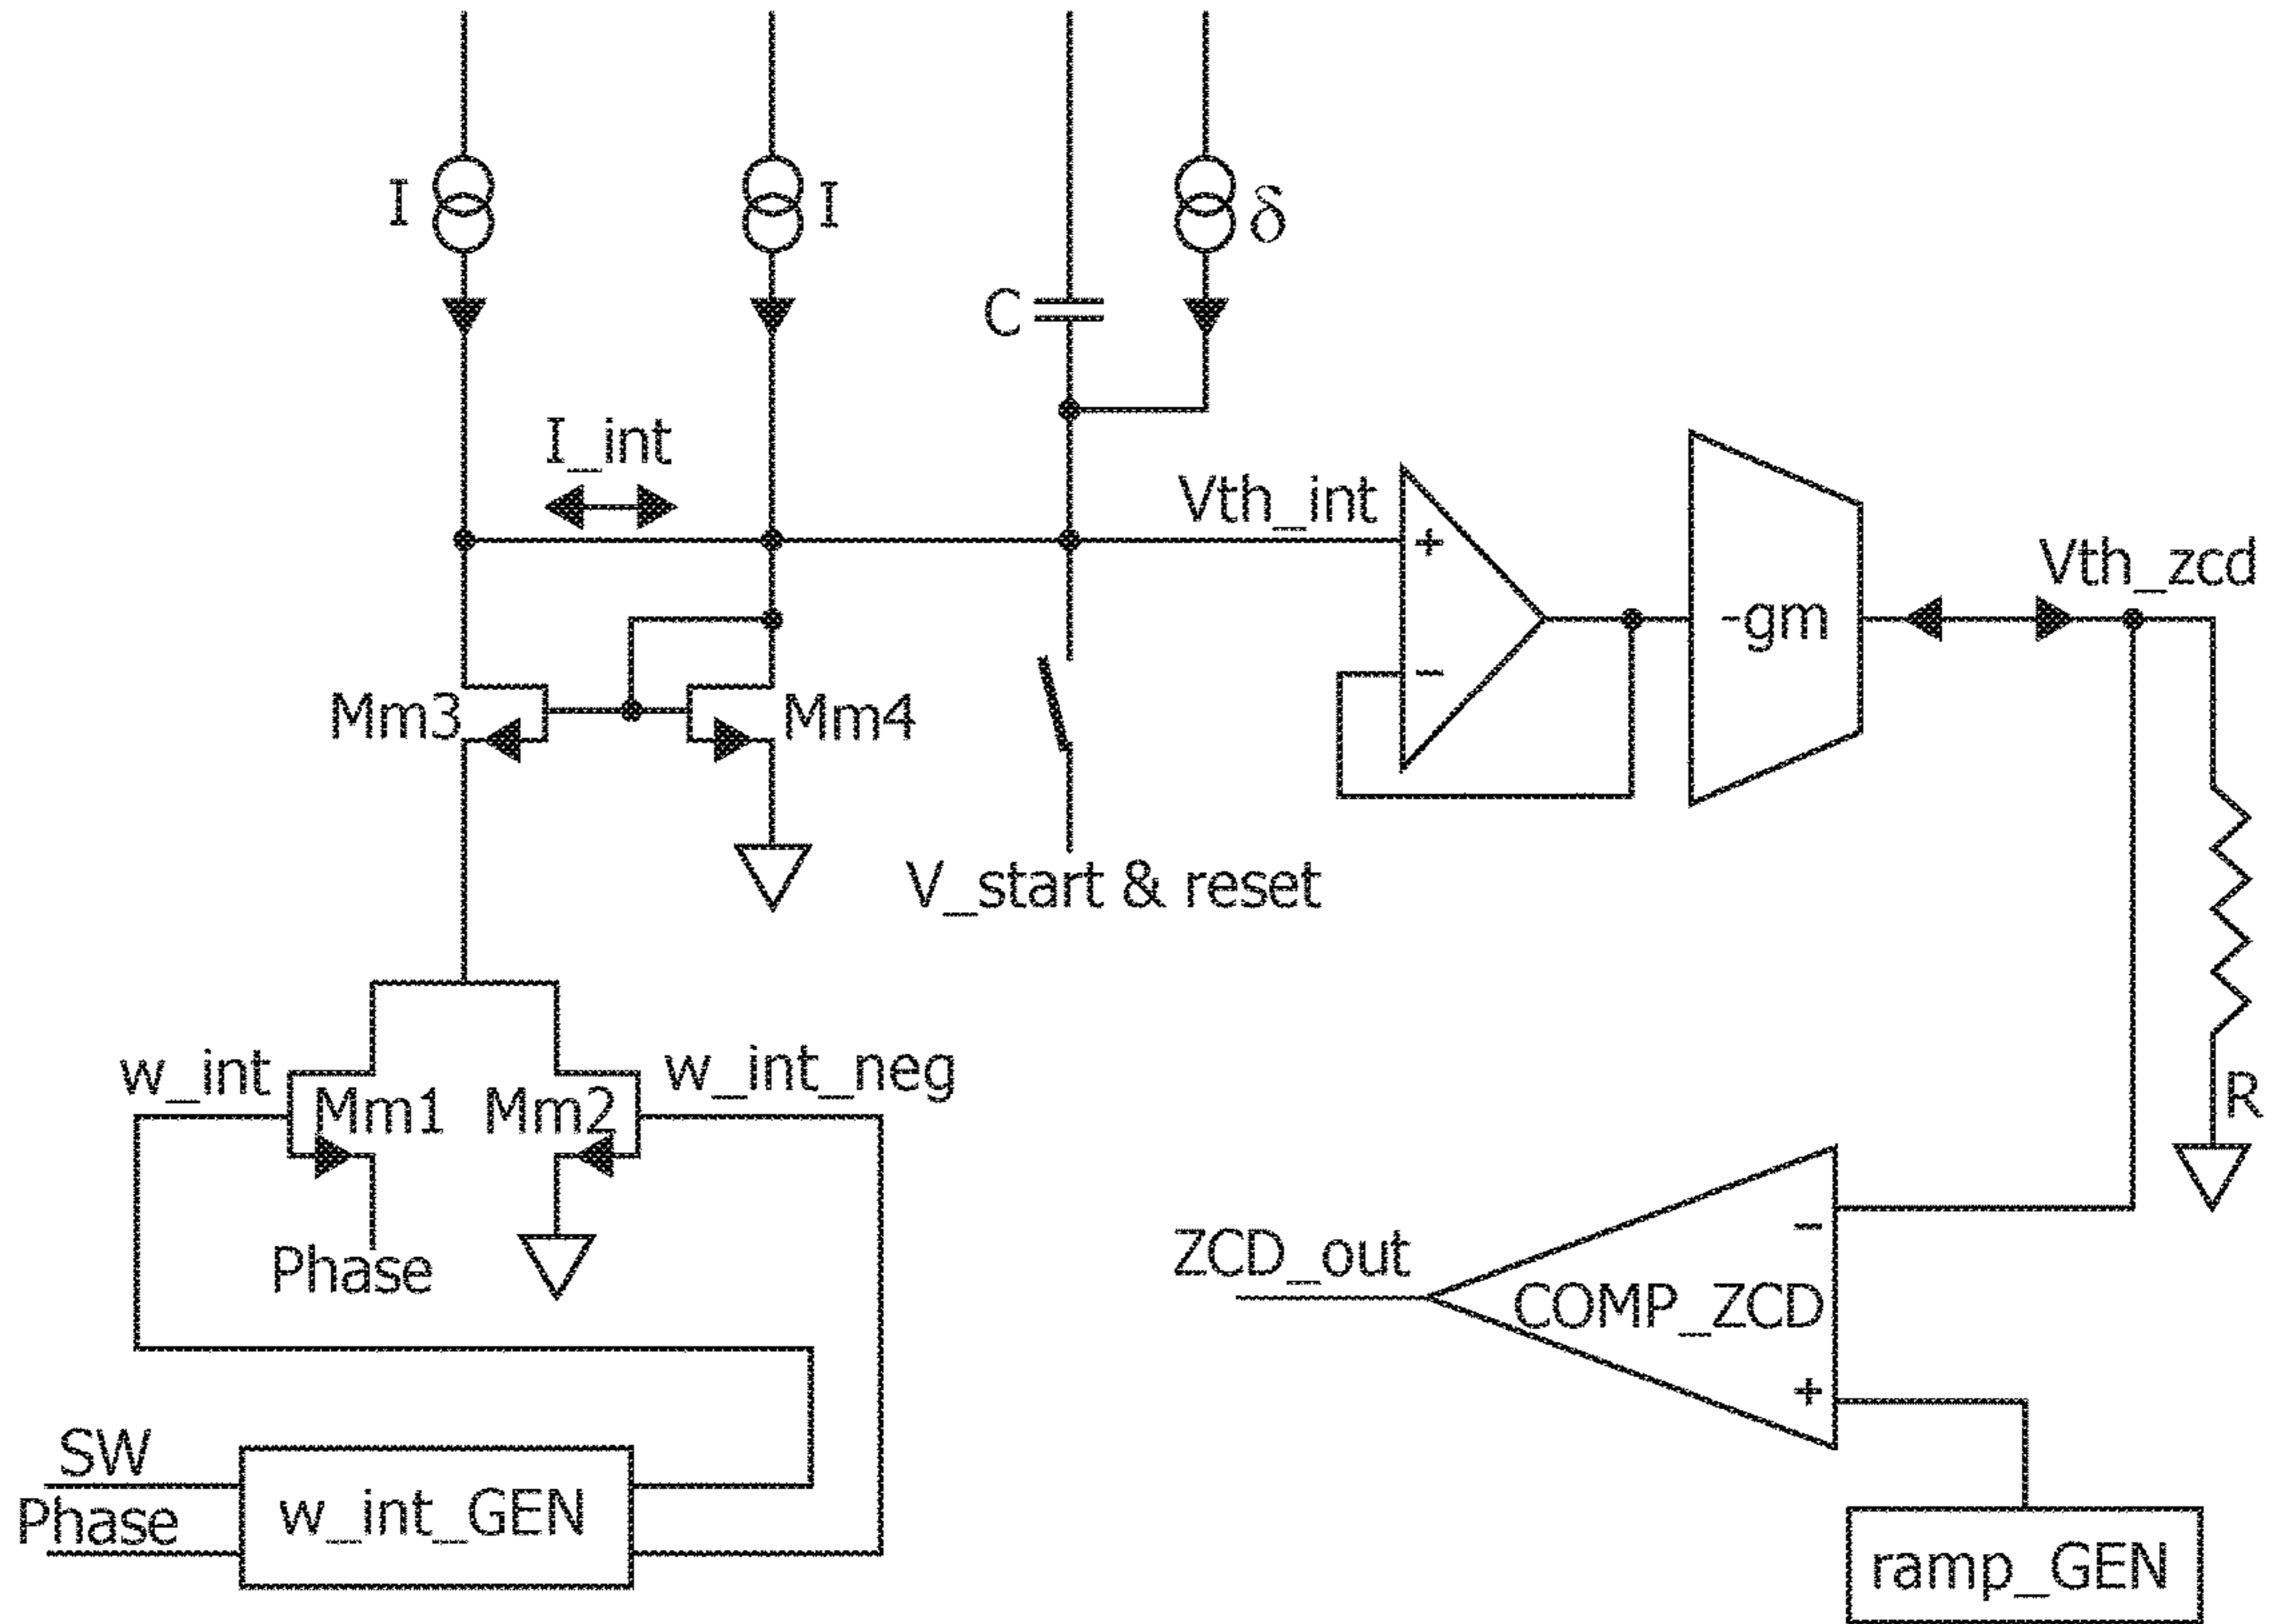 I
I
δ
C
I_int
Vth_int
+
-gm
Vth_zcd
−
Mm3
Mm4
V_start & reset
w_int
w_int_neg
Mm1
Mm2
R
Phase
−
ZCD_out
COMP_ZCD
+
SW
Phase
w_int_GEN
ramp_GEN